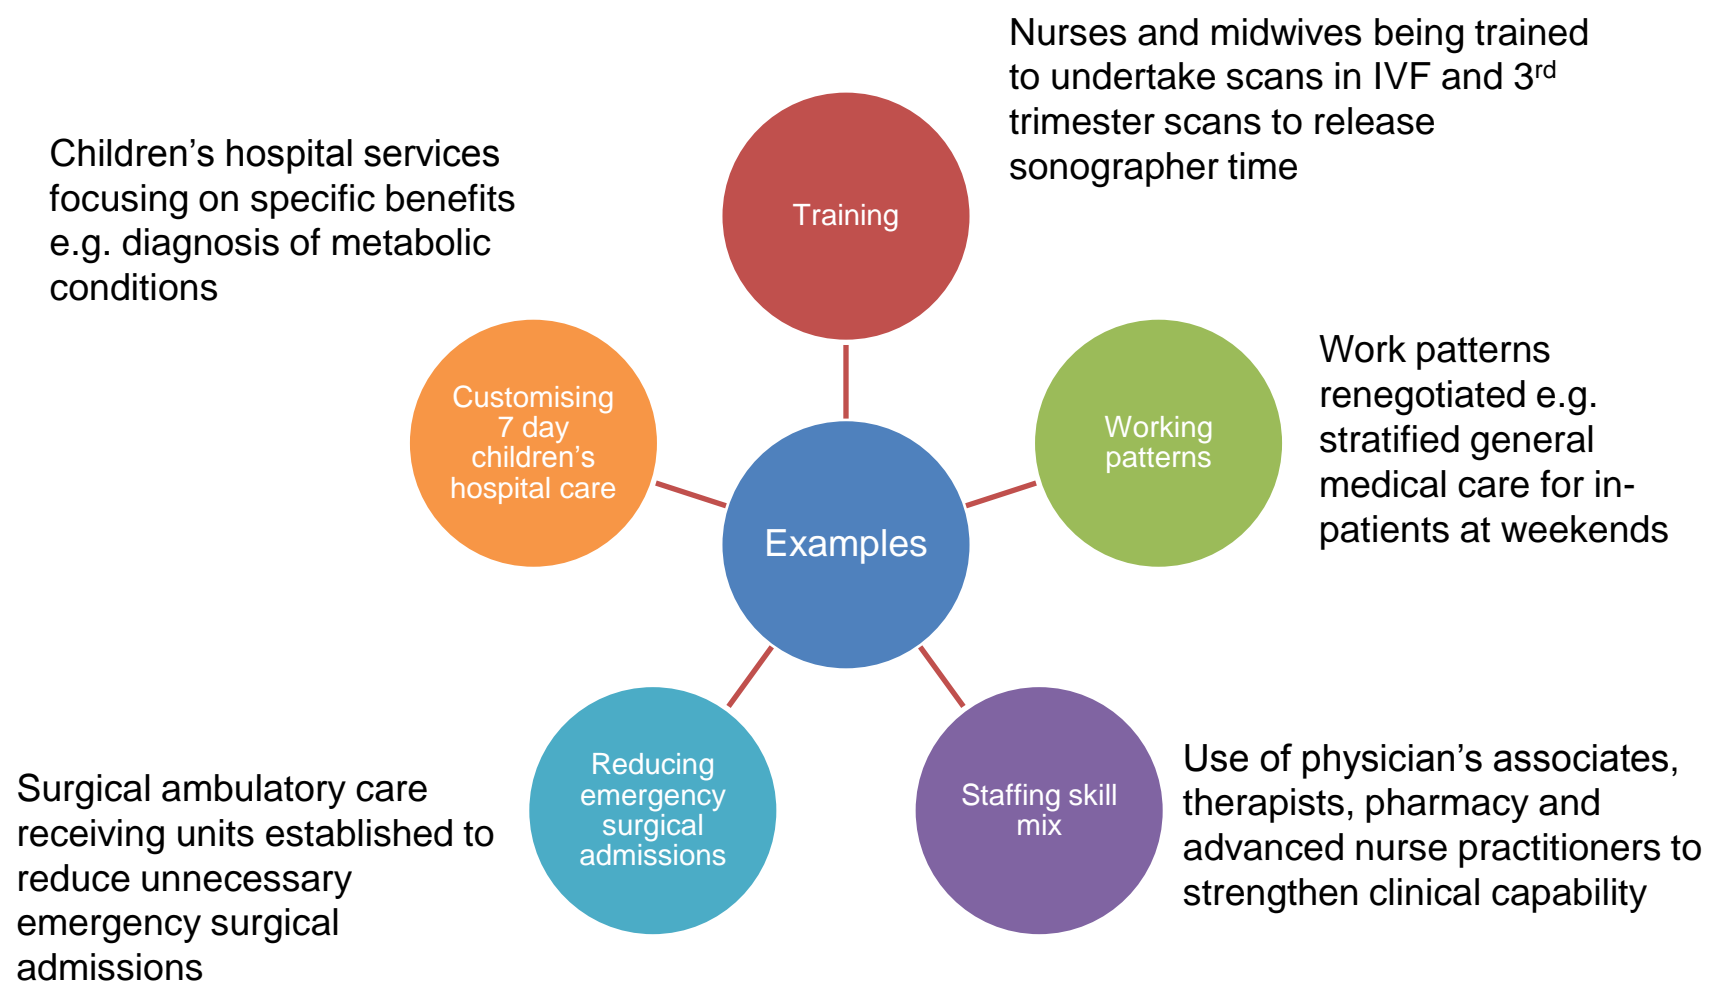 Nurses and midwives being trained
to undertake scans in IVF and 3rd
trimester scans to release
sonographer time
Children’s hospital services
focusing on specific benefits
e.g. diagnosis of metabolic
conditions
Training
Customising
7 day
children’s
hospital care
Working
patterns
Work patterns
renegotiated e.g.
stratified general
medical care for in-
patients at weekends
Examples
Surgical ambulatory care
receiving units established to
reduce unnecessary
emergency surgical
admissions
Reducing
emergency
surgical
admissions
Staffing skill
mix
Use of physician’s associates,
therapists, pharmacy and
advanced nurse practitioners to
strengthen clinical capability